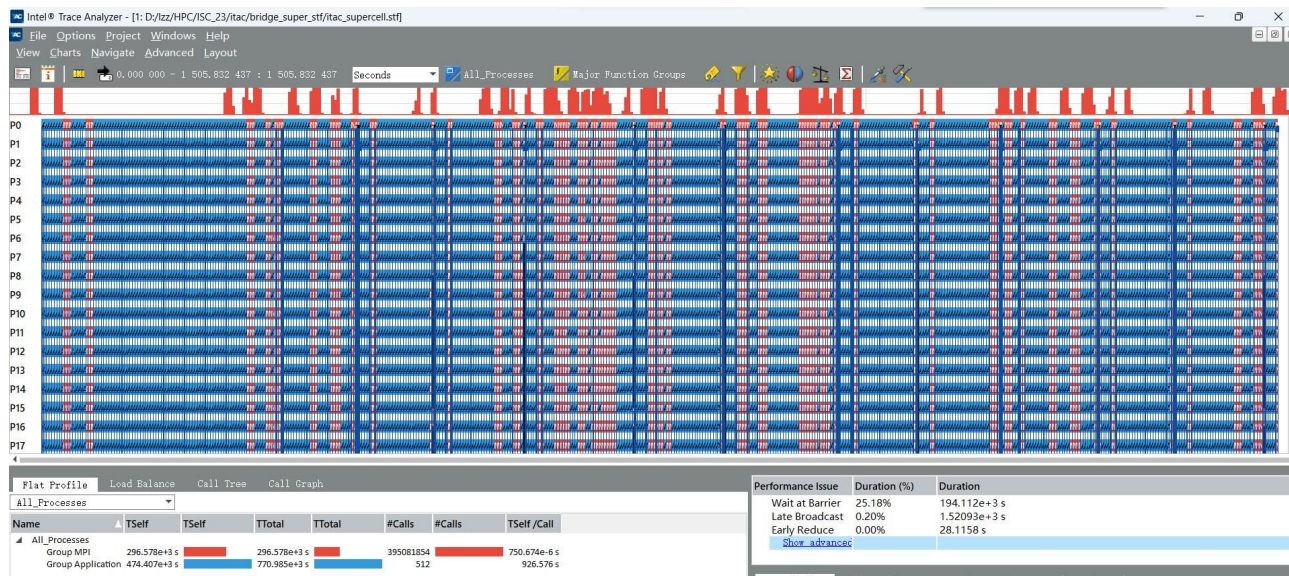 Intel® Trace Analyzer - [1: D:/lzz/HPC/ISC_23/itac/bridge_super_stf/itac_supercell.stf]
File Options Project Windows Help
View Charts Navigate Advanced Layout
0.000 000 - 1 505.832 437 : 1 505.832 437 Seconds All_Processes Major Function Groups
P0
P1
P2
P3
P4
P5
P6
P7
P8
P9
P10
P11
P12
P13
P14
P15
P16
P17
Flat Profile Load Balance Call Tree Call Graph
All_Processes
Name TSelf TSelf TTotal TTotal #Calls #Calls TSelf /Call
All_Processes
Group MPI 296.578e+3 s 296.578e+3 s 395081854 750.674e-6 s
Group Application 474.407e+3 s 770.985e+3 s 512 926.576 s
Performance Issue Duration (%) Duration
Wait at Barrier 25.18% 194.112e+3 s
Late Broadcast 0.20% 1.52093e+3 s
Early Reduce 0.00% 28.1158 s
Show advanced